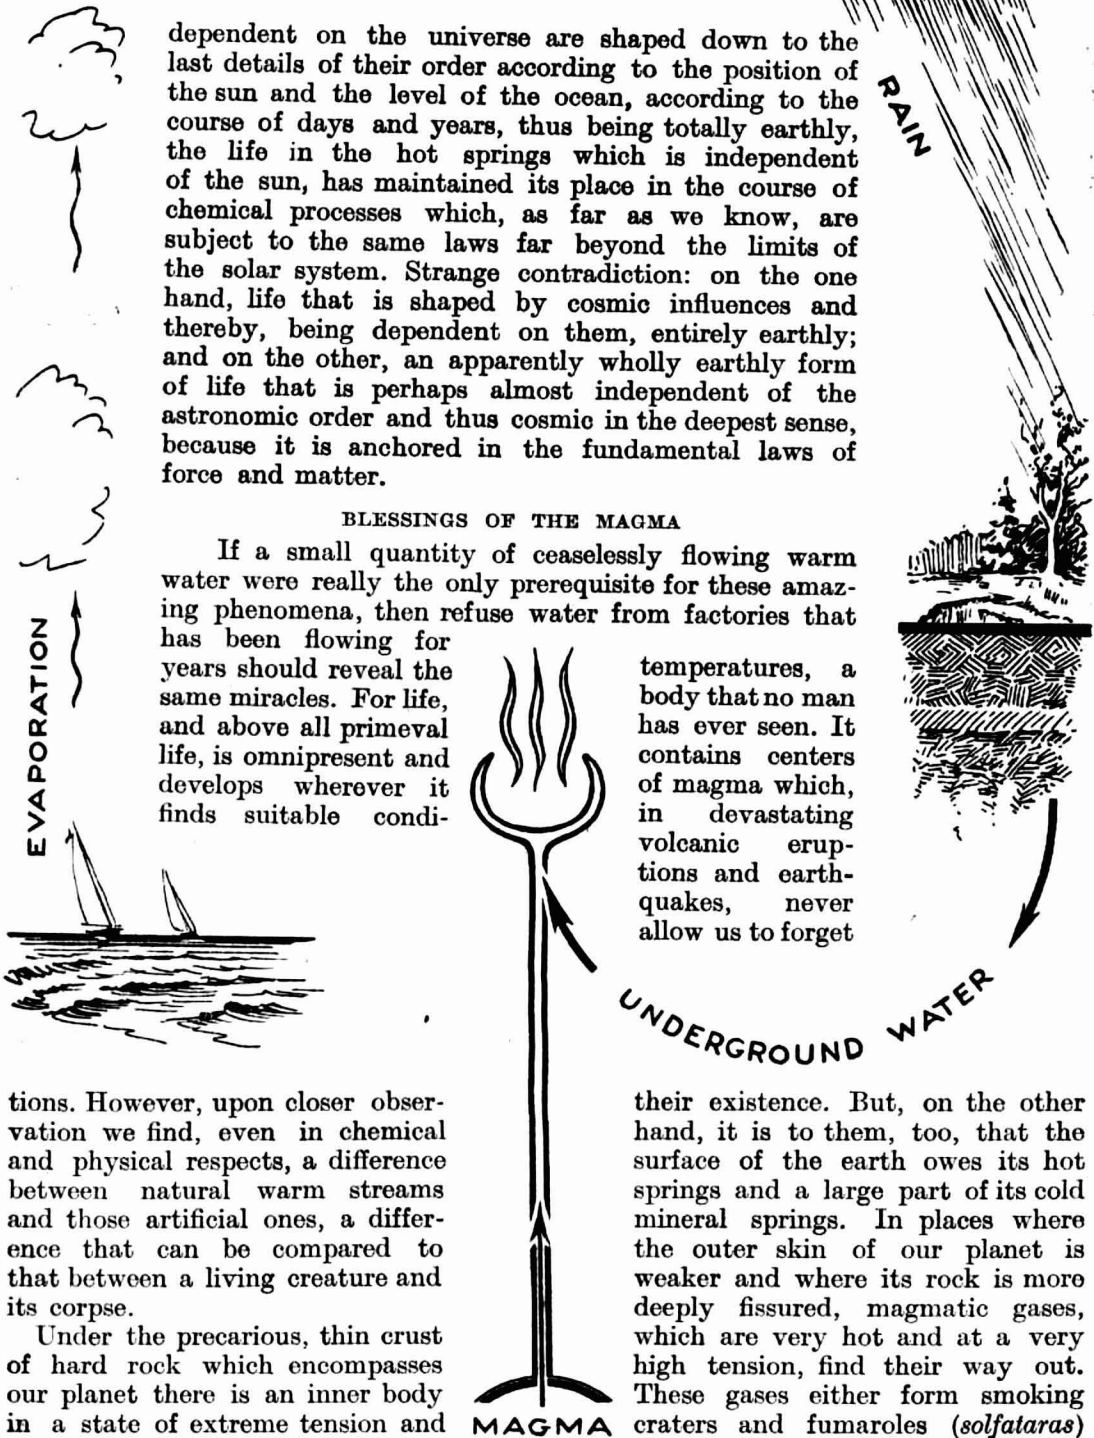 dependent on the universe are shaped down to the
last details of their order according to the position of
the sun and the level of the ocean, according to the
course of days and years, thus being totally earthly,
the life in the hot springs which is independent
of the sun, has maintained its place in the course of
chemical processes which, as far as we know, are
subject to the same laws far beyond the limits of
the solar system. Strange contradiction: on the one
hand, life that is shaped by cosmic influences and
thereby, being dependent on them, entirely earthly;
and on the other, an apparently wholly earthly form
of life that is perhaps almost independent of the
astronomic order and thus cosmic in the deepest sense,
because it is anchored in the fundamental laws of
force and matter.
BLESSINGS OF THE MAGMA
If a small quantity of ceaselessly flowing warm
water were really the only prerequisite for these amaz-
ing phenomena, then refuse water from factories that
has been flowing for
years should reveal the
same miracles. For life,
and above all primeval
life, is omnipresent and
develops wherever it
finds suitable condi-
tions. However, upon closer obser-
vation we find, even in chemical
and physical respects, a difference
between natural warm streams
and those artificial ones, a differ-
ence that can be compared to
that between a living creature and
its corpse.
Under the precarious, thin crust
of hard rock which encompasses
our planet there is an inner body
in a state of extreme tension and
temperatures, a
body that no man
has ever seen. It
contains centers
of magma which,
in devastating
volcanic erup-
tions and earth-
quakes, never
allow us to forget
their existence. But, on the other
hand, it is to them, too, that the
surface of the earth owes its hot
springs and a large part of its cold
mineral springs. In places where
the outer skin of our planet is
weaker and where its rock is more
deeply fissured, magmatic gases,
which are very hot and at a very
high tension, find their way out.
These gases either form smoking
craters and fumaroles (solfataras)
EVAPORATION
RAIN
UNDERGROUND WATER
MAGMA